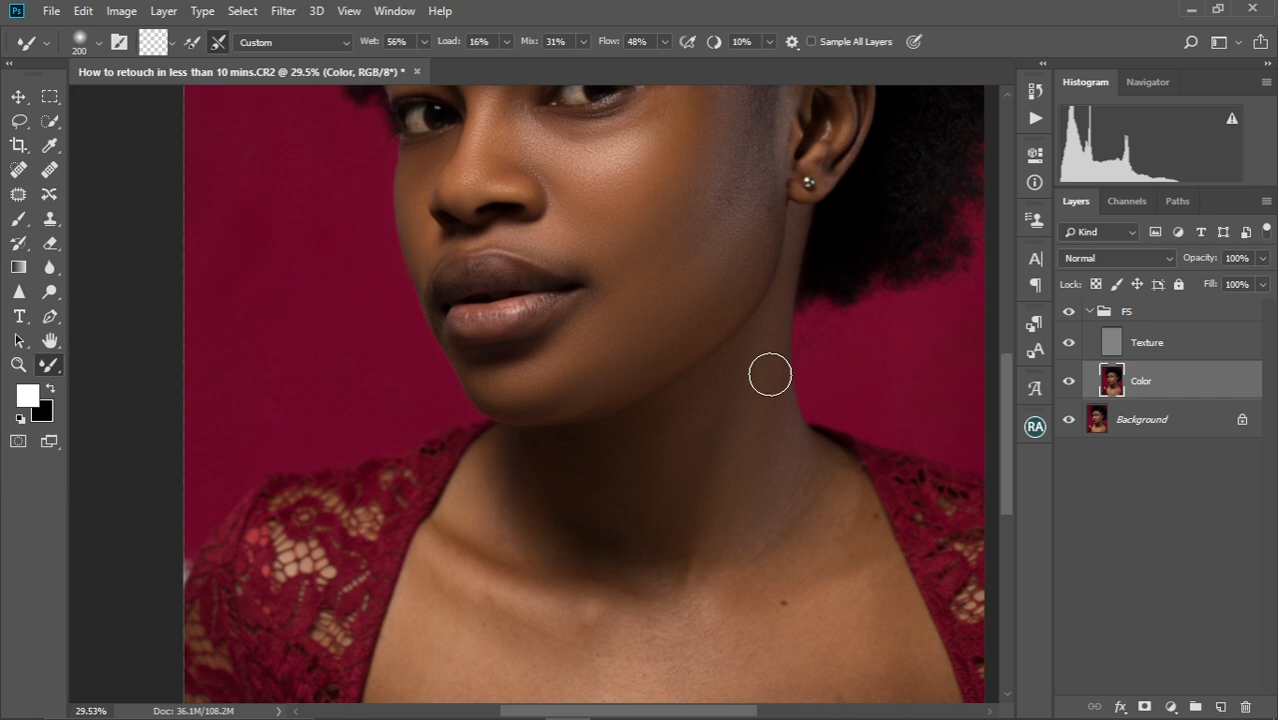 Ps File Edit Image Layer Type Select Filter 3D View Window Help
200 Custom Wet: 56% Load: 16% Mix: 31% Flow: 48% 10% Sample All Layers
How to retouch in less than 10 mins.CR2 @ 29.5% (Color, RGB/8*) *
Histogram Navigator
Layers Channels Paths
Kind
Normal Opacity: 100%
Lock: Fill: 100%
FS
Texture
Color
Background
RA
29.53% Doc: 36.1M/108.2M